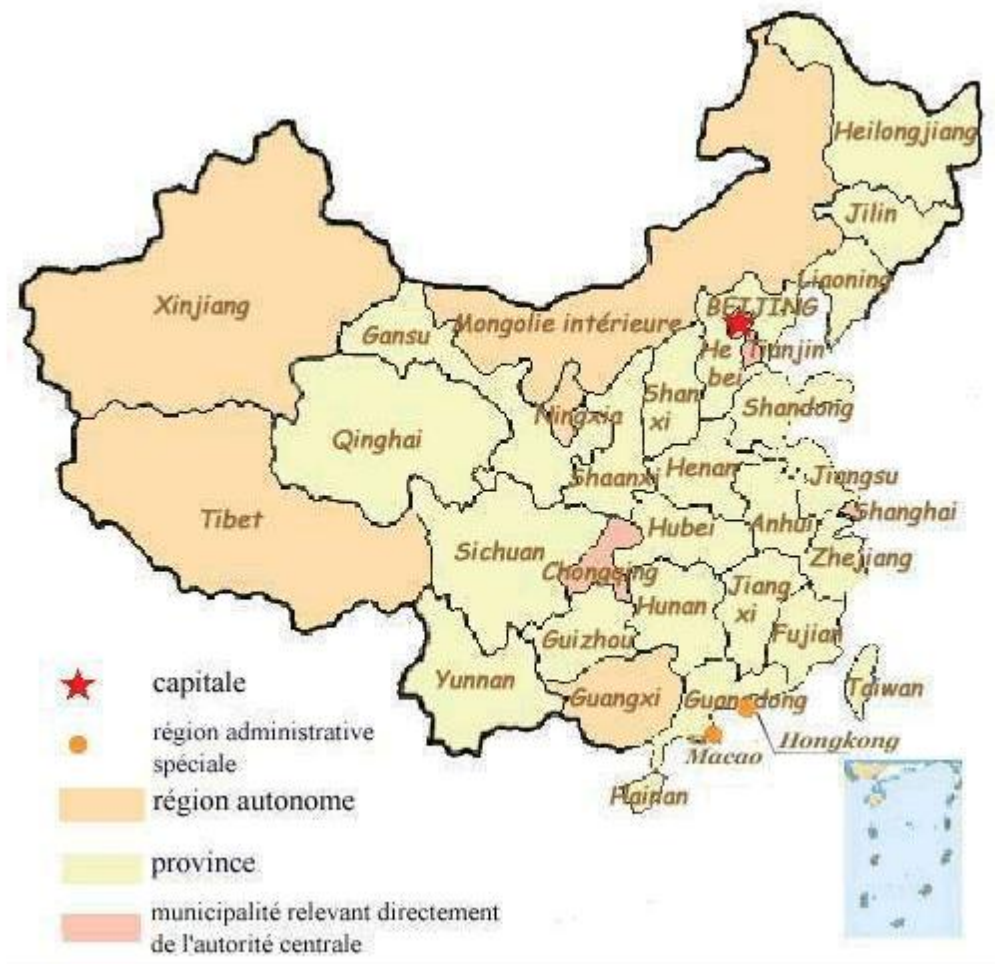 Heilongjiang
Jilin
Liaoning
Xinjiang
Gansu
Mongolie intérieure
BEIJING
He
bei
Tianjin
Shan
xi
Shandong
Ningxia
Qinghai
Shaanxi
Henan
Jiangsu
Tibet
Shanghai
Hubei
Anhui
Sichuan
Zhejiang
Chongqing
Jiang
xi
Hunan
Fujian
Guizhou
Yunnan
Guangxi
Guangdong
Taiwan
Hongkong
Macao
Hainan
capitale
région administrative
spéciale
région autonome
province
municipalité relevant directement
de l'autorité centrale